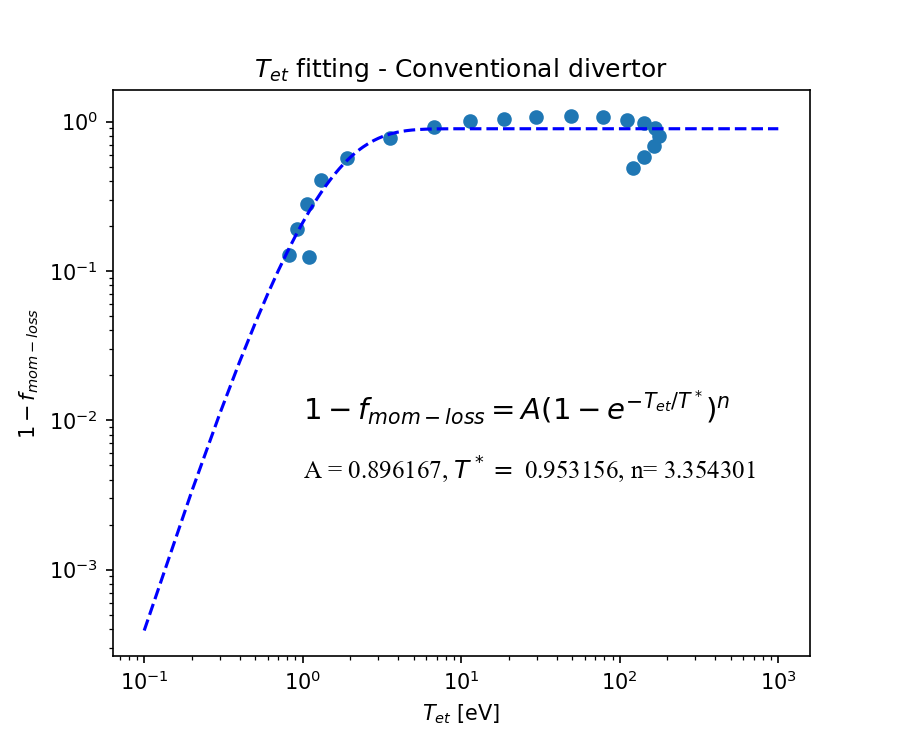 T_et fitting - Conventional divertor
10^0
10^-1
10^-2
10^-3
1 − f_mom−loss
1 − f_mom−loss = A(1 − e^−T_et/T^*)^n
A = 0.896167, T^* = 0.953156, n= 3.354301
10^-1 10^0 10^1 10^2 10^3
T_et [eV]